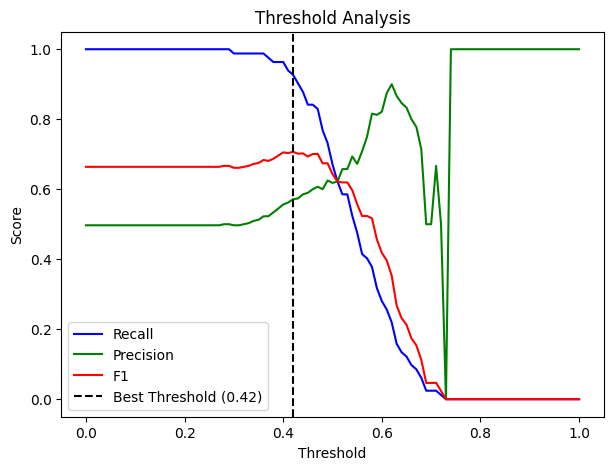 Threshold Analysis
1.0
0.8
0.6
0.4
0.2
0.0
Score
Recall
Precision
F1
Best Threshold (0.42)
0.0 0.2 0.4 0.6 0.8 1.0
Threshold